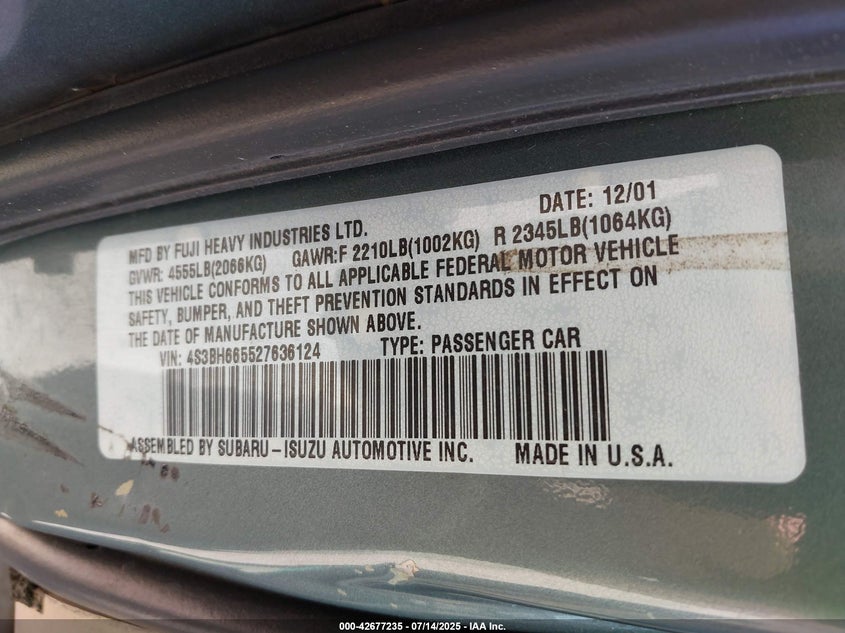 DATE: 12/01
MFD BY FUJI HEAVY INDUSTRIES LTD.
GVWR: 4555LB(2066KG) GAWR:F 2210LB(1002KG) R 2345LB(1064KG)
THIS VEHICLE CONFORMS TO ALL APPLICABLE FEDERAL MOTOR VEHICLE
SAFETY, BUMPER, AND THEFT PREVENTION STANDARDS IN EFFECT ON
THE DATE OF MANUFACTURE SHOWN ABOVE.
VIN: 4S3BH665527636124 TYPE: PASSENGER CAR
ASSEMBLED BY SUBARU-ISUZU AUTOMOTIVE INC. MADE IN U.S.A.
000-42677235 - 07/14/2025 - IAA Inc.